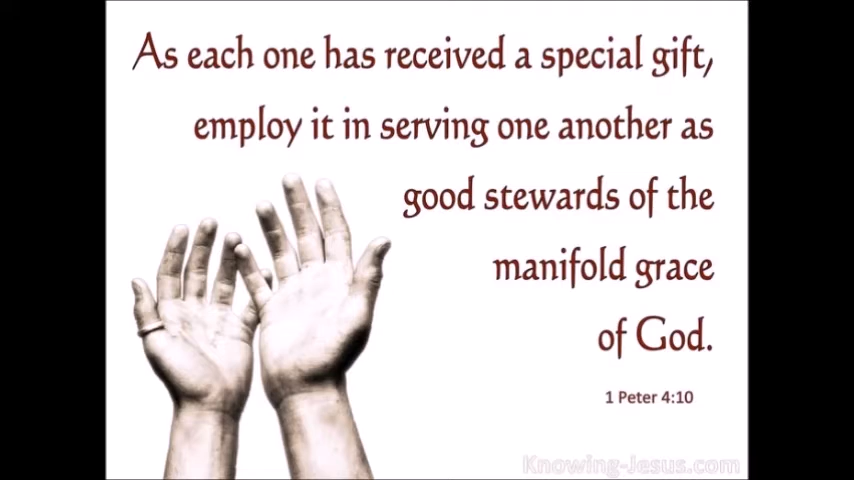 As each one has received a special gift,
employ it in serving one another as
good stewards of the
manifold grace
of God.
1 Peter 4:10
Knowing-Jesus.com